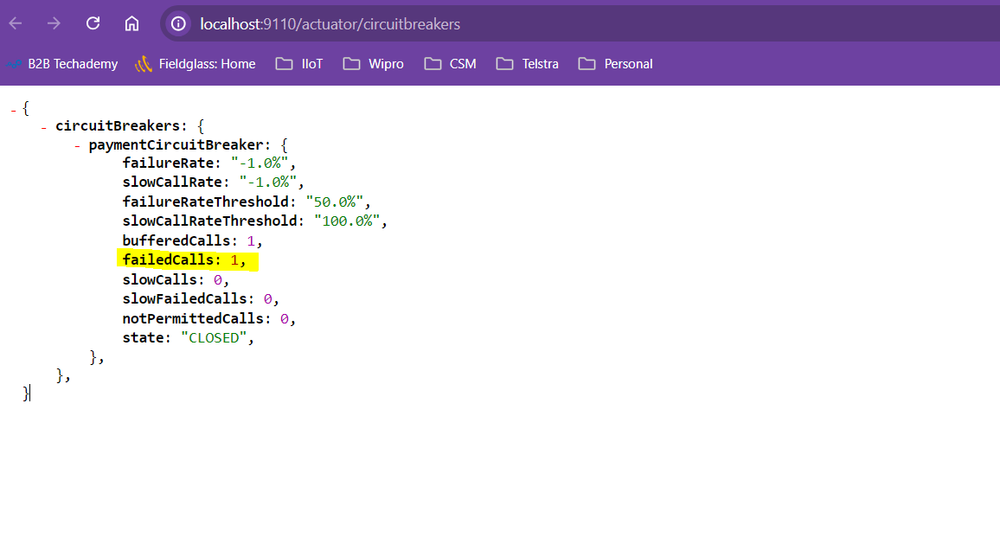 localhost:9110/actuator/circuitbreakers
B2B Techademy Fieldglass: Home IIoT Wipro CSM Telstra Personal
- {
- circuitBreakers: {
- paymentCircuitBreaker: {
failureRate: "-1.0%",
slowCallRate: "-1.0%",
failureRateThreshold: "50.0%",
slowCallRateThreshold: "100.0%",
bufferedCalls: 1,
failedCalls: 1,
slowCalls: 0,
slowFailedCalls: 0,
notPermittedCalls: 0,
state: "CLOSED",
},
},
}